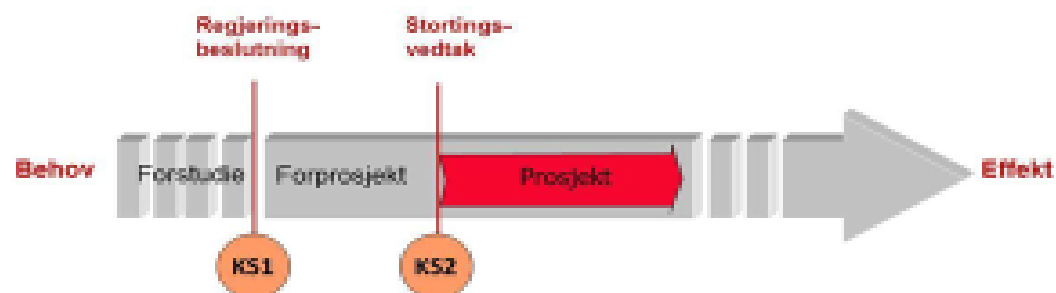 Regjerings-
beslutning
Stortings-
vedtak
Behov
Forstudie
Forprosjekt
Prosjekt
Effekt
KS1
KS2